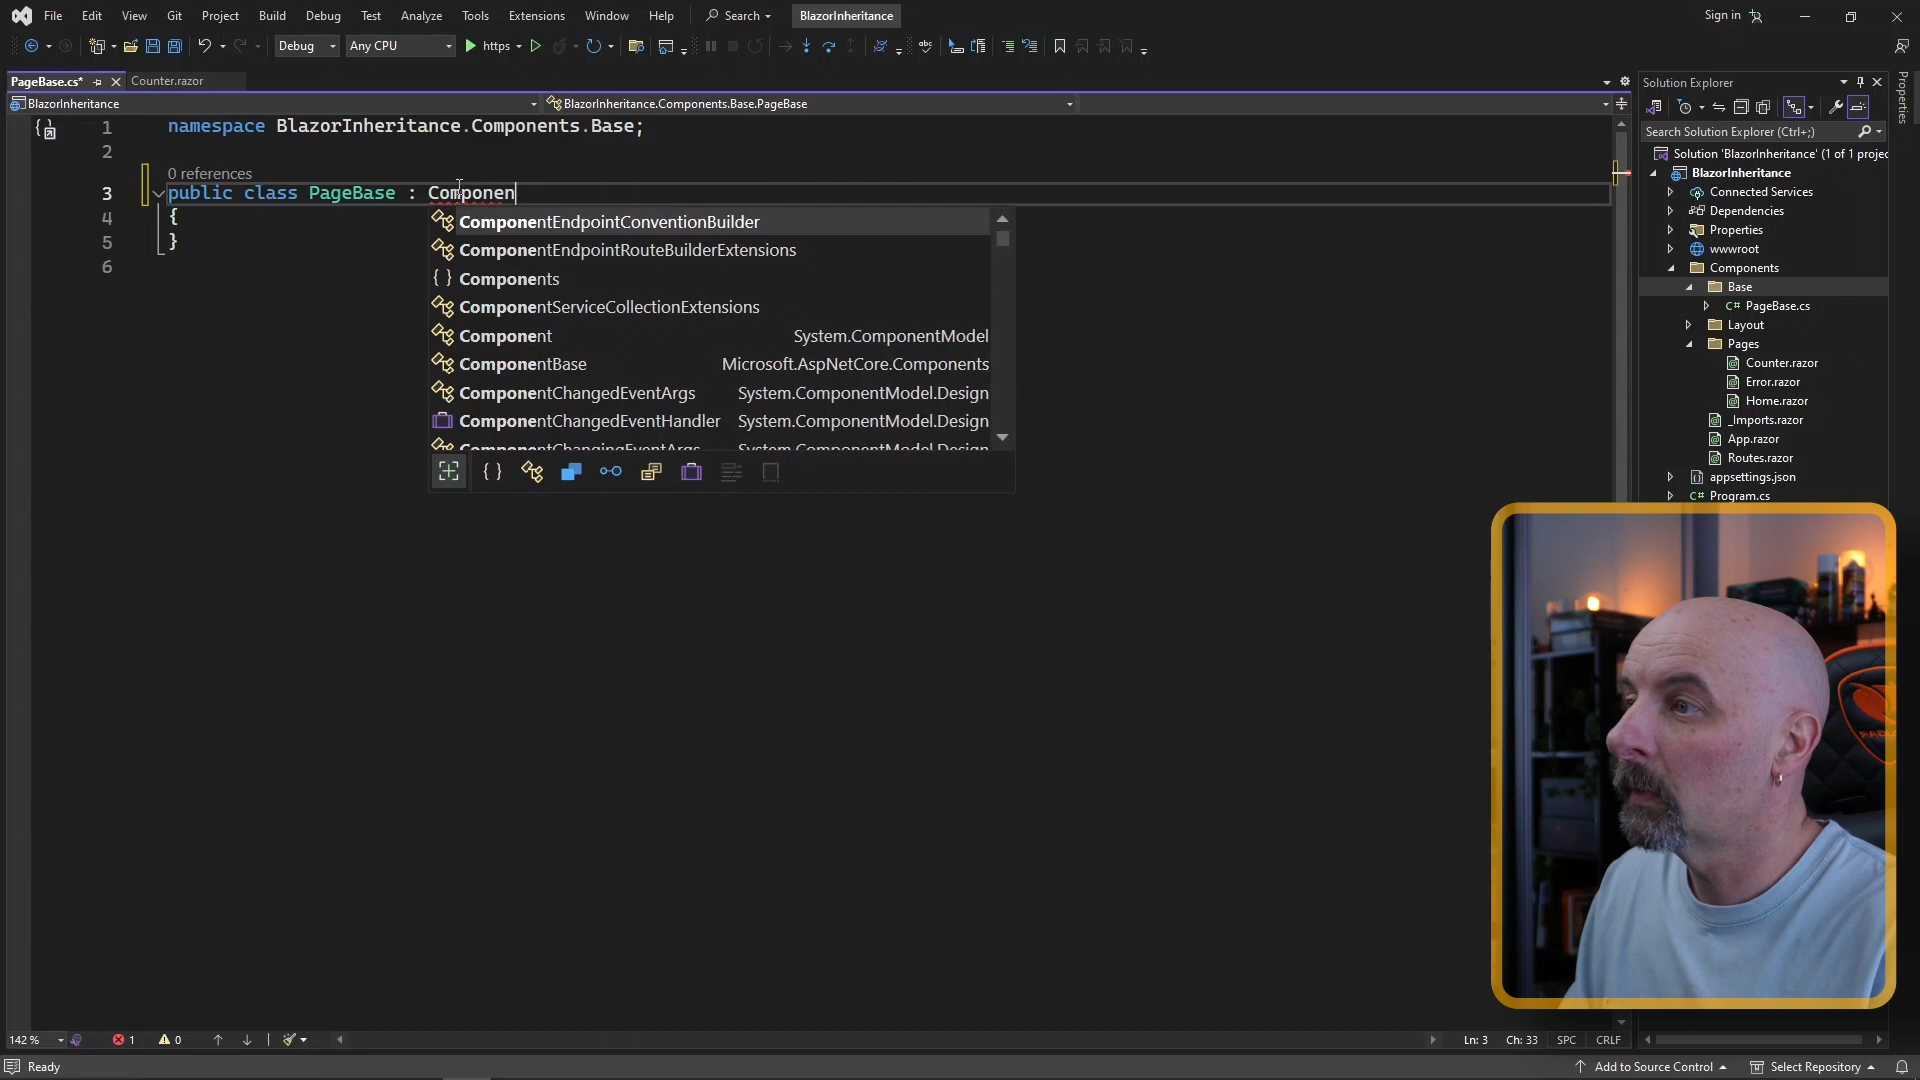 File Edit View Git Project Build Debug Test Analyze Tools Extensions Window Help Search BlazorInheritance Sign in
Debug Any CPU https
PageBase.cs* Counter.razor
BlazorInheritance BlazorInheritance.Components.Base.PageBase
1 namespace BlazorInheritance.Components.Base;
2
0 references
3 public class PageBase : Componen
4 {
5 }
6
ComponentEndpointConventionBuilder
ComponentEndpointRouteBuilderExtensions
{ } Components
ComponentServiceCollectionExtensions
Component System.ComponentModel
ComponentBase Microsoft.AspNetCore.Components
ComponentChangedEventArgs System.ComponentModel.Design
ComponentChangedEventHandler System.ComponentModel.Design
ComponentChangingEventArgs System.ComponentModel.Design
Solution Explorer
Search Solution Explorer (Ctrl+;)
Solution 'BlazorInheritance' (1 of 1 projec
BlazorInheritance
Connected Services
Dependencies
Properties
wwwroot
Components
Base
C# PageBase.cs
Layout
Pages
Counter.razor
Error.razor
Home.razor
_Imports.razor
App.razor
Routes.razor
appsettings.json
C# Program.cs
Properties
142 % 1 0 Ln: 3 Ch: 33 SPC CRLF
Ready Add to Source Control Select Repository